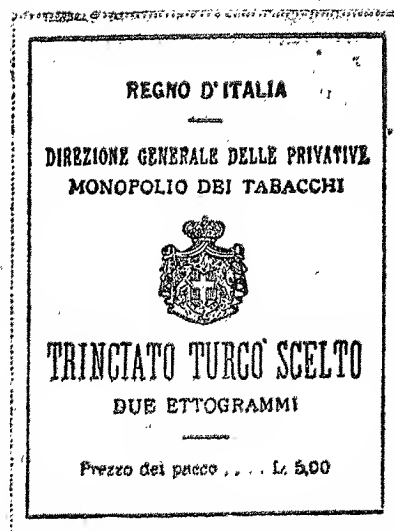 REGNO D'ITALIA
DIREZIONE GENERALE DELLE PRIVATIVE
MONOPOLIO DEI TABACCHI
TRINCIATO TURCO SCELTO
DUE ETTOGRAMMI
Prezzo del pacco . . . . L. 5,00